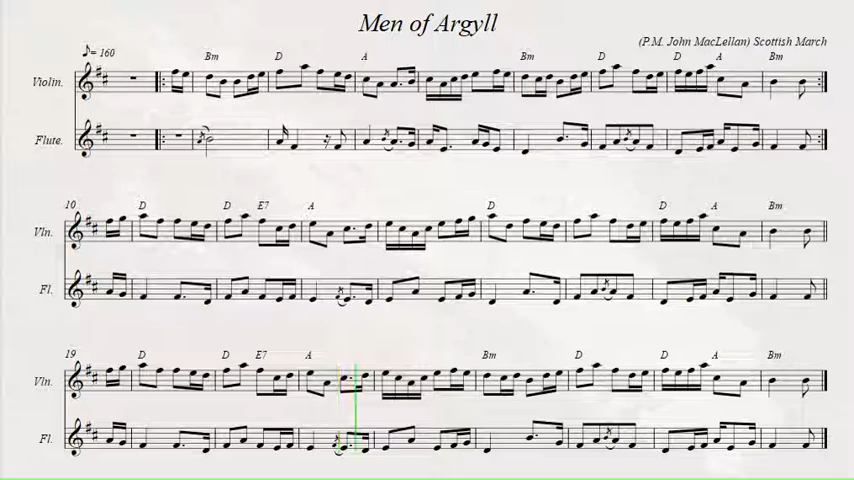 Men of Argyll
(P.M. John MacLellan) Scottish March
= 160
Bm D A Bm D D A Bm
Violin.
Flute.
10 D D E7 A D D A Bm
Vln.
Fl.
19 D D E7 A Bm D D A Bm
Vln.
Fl.